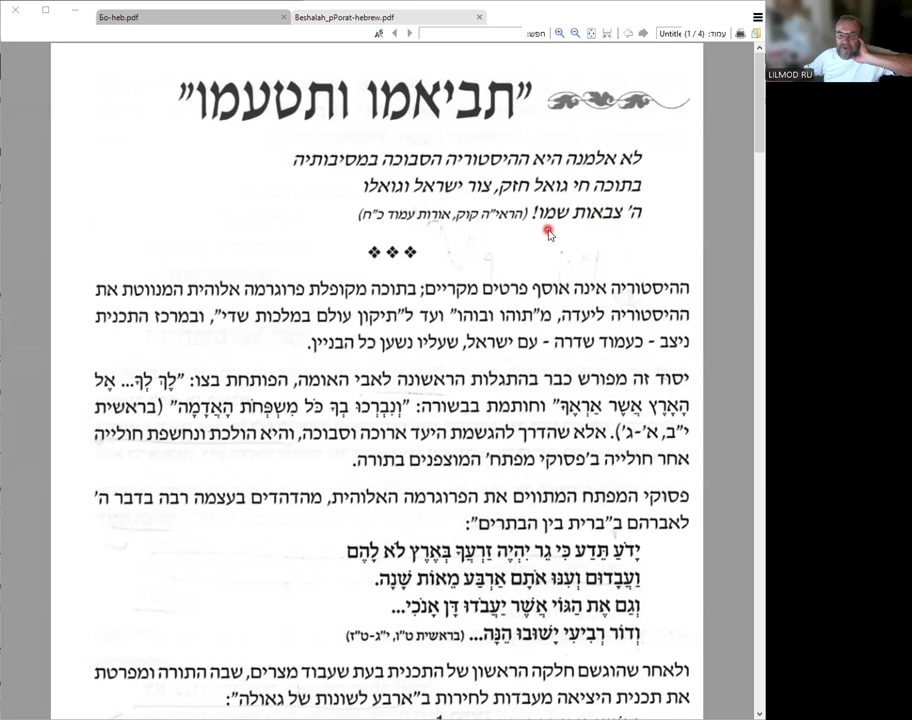 Бо-heb.pdf
Beshalah_pPorat-hebrew.pdf
חפש:
עמוד: (1 / 4) Untitle
LILMOD RU
"תביאמו ותטעמו"
לא אלמנה היא ההיסטוריה הסבוכה במסיבותיה
בתוכה חי גואל חזק, צור ישראל וגואלו
ה' צבאות שמו! (הראי"ה קוק, אורות עמוד כ"ח)
ההיסטוריה אינה אוסף פרטים מקריים; בתוכה מקופלת פרוגרמה אלוהית המנווטת את
ההיסטוריה ליעדה, מ"תוהו ובוהו" ועד ל"תיקון עולם במלכות שדי", ובמרכז התכנית
ניצב - כעמוד שדרה - עם ישראל, שעליו נשען כל הבניין.
יסוד זה מפורש כבר בהתגלות הראשונה לאבי האומה, הפותחת בצו: "לֶךְ לְךָ... אֶל
הָאָרֶץ אֲשֶׁר אַרְאֶךָּ" וחותמת בבשורה: "וְנִבְרְכוּ בְךָ כֹּל מִשְׁפְּחֹת הָאֲדָמָה" (בראשית
י"ב, א'-ג'). אלא שהדרך להגשמת היעד ארוכה וסבוכה, והיא הולכת ונחשפת חולייה
אחר חולייה ב'פסוקי מפתח' המוצפנים בתורה.
פסוקי המפתח המתווים את הפרוגרמה האלוהית, מהדהדים בעצמה רבה בדבר ה'
לאברהם ב"ברית בין הבתרים":
יָדֹעַ תֵּדַע כִּי גֵר יִהְיֶה זַרְעֲךָ בְּאֶרֶץ לֹא לָהֶם
וַעֲבָדוּם וְעִנּוּ אֹתָם אַרְבַּע מֵאוֹת שָׁנָה.
וְגַם אֶת הַגּוֹי אֲשֶׁר יַעֲבֹדוּ דָּן אָנֹכִי...
וְדוֹר רְבִיעִי יָשׁוּבוּ הֵנָּה... (בראשית ט"ו, י"ג-ט"ז)
ולאחר שהוגשם חלקה הראשון של התכנית בעת שעבוד מצרים, שבה התורה ומפרטת
את תכנית היציאה מעבדות לחירות ב"ארבע לשונות של גאולה":